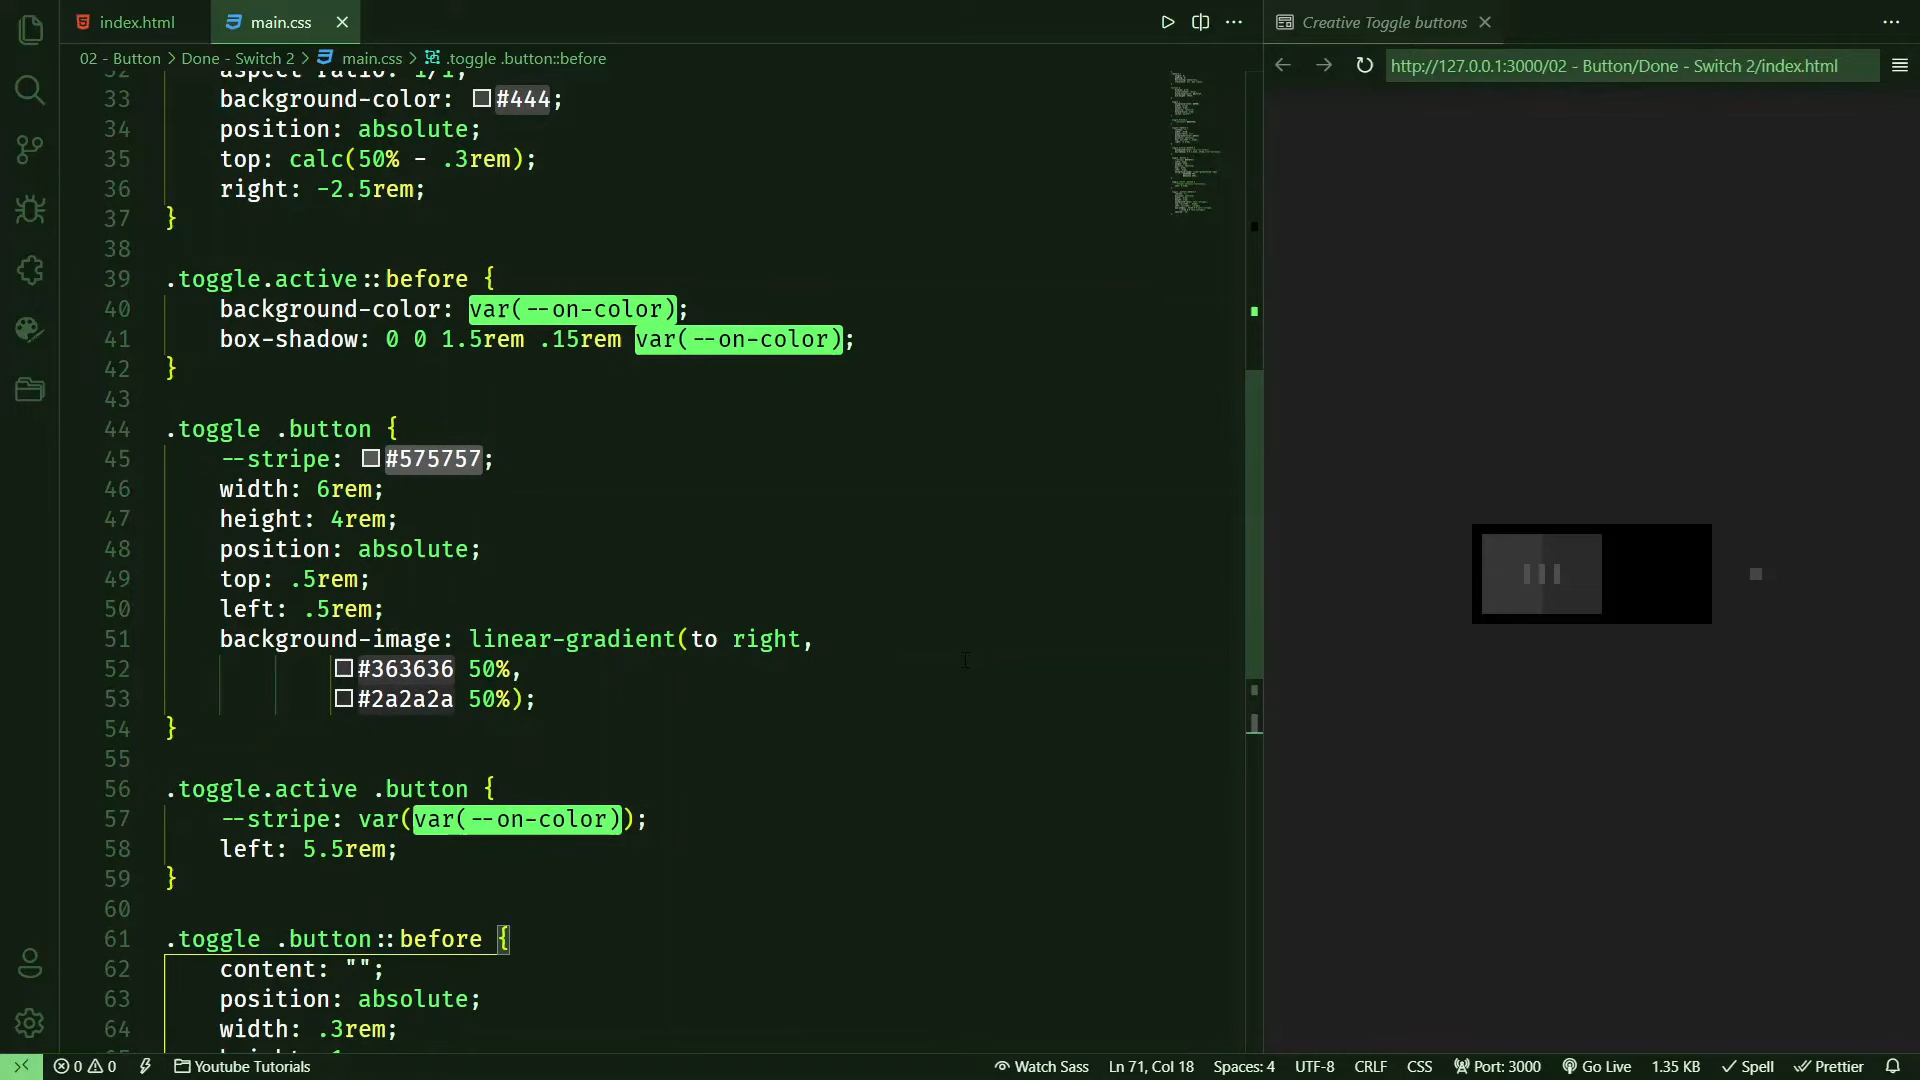 index.html
main.css
Creative Toggle buttons
02 - Button > Done - Switch 2 > main.css > .toggle .button::before
http://127.0.0.1:3000/02 - Button/Done - Switch 2/index.html
32 aspect-ratio: 1/1;
33 background-color: #444;
34 position: absolute;
35 top: calc(50% - .3rem);
36 right: -2.5rem;
37 }
38
39 .toggle.active::before {
40 background-color: var(--on-color);
41 box-shadow: 0 0 1.5rem .15rem var(--on-color);
42 }
43
44 .toggle .button {
45 --stripe: #575757;
46 width: 6rem;
47 height: 4rem;
48 position: absolute;
49 top: .5rem;
50 left: .5rem;
51 background-image: linear-gradient(to right,
52 #363636 50%,
53 #2a2a2a 50%);
54 }
55
56 .toggle.active .button {
57 --stripe: var(var(--on-color));
58 left: 5.5rem;
59 }
60
61 .toggle .button::before {
62 content: "";
63 position: absolute;
64 width: .3rem;
0 0 Youtube Tutorials Watch Sass Ln 71, Col 18 Spaces: 4 UTF-8 CRLF CSS Port: 3000 Go Live 1.35 KB Spell Prettier